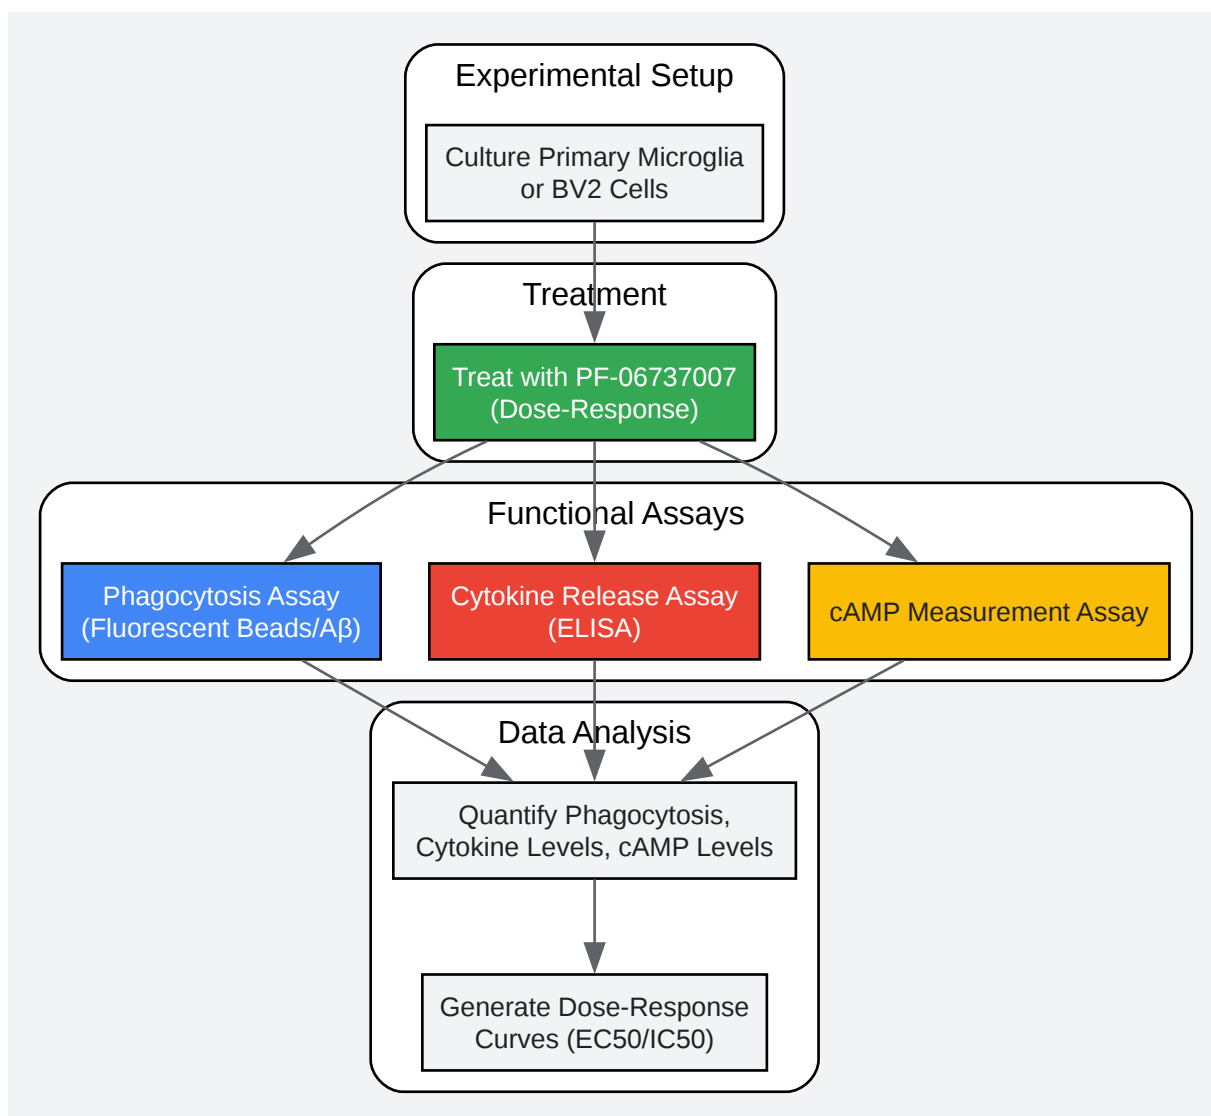 Experimental Setup
Culture Primary Microglia
or BV2 Cells
Treatment
Treat with PF-06737007
(Dose-Response)
Functional Assays
Phagocytosis Assay
(Fluorescent Beads/Aβ)
Cytokine Release Assay
(ELISA)
cAMP Measurement Assay
Data Analysis
Quantify Phagocytosis,
Cytokine Levels, cAMP Levels
Generate Dose-Response
Curves (EC50/IC50)